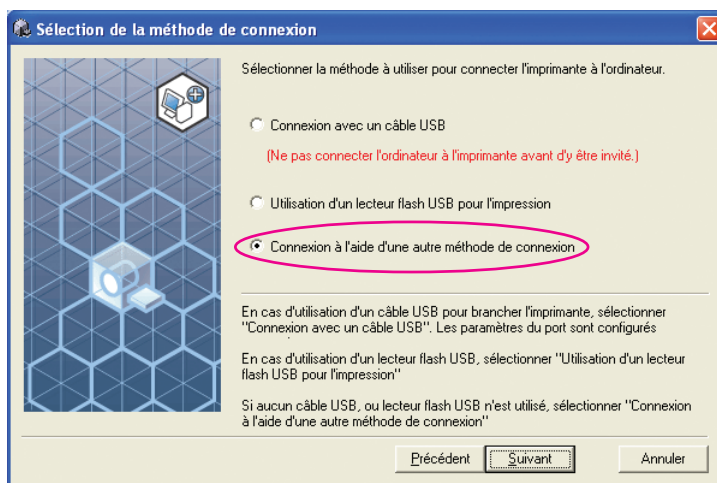 Sélection de la méthode de connexion
Sélectionner la méthode à utiliser pour connecter l'imprimante à l'ordinateur.
Connexion avec un câble USB
(Ne pas connecter l'ordinateur à l'imprimante avant d'y être invité.)
Utilisation d'un lecteur flash USB pour l'impression
Connexion à l'aide d'une autre méthode de connexion
En cas d'utilisation d'un câble USB pour brancher l'imprimante, sélectionner
"Connexion avec un câble USB". Les paramètres du port sont configurés
En cas d'utilisation d'un lecteur flash USB, sélectionner "Utilisation d'un lecteur
flash USB pour l'impression"
Si aucun câble USB, ou lecteur flash USB n'est utilisé, sélectionner "Connexion
à l'aide d'une autre méthode de connexion"
Précédent Suivant Annuler